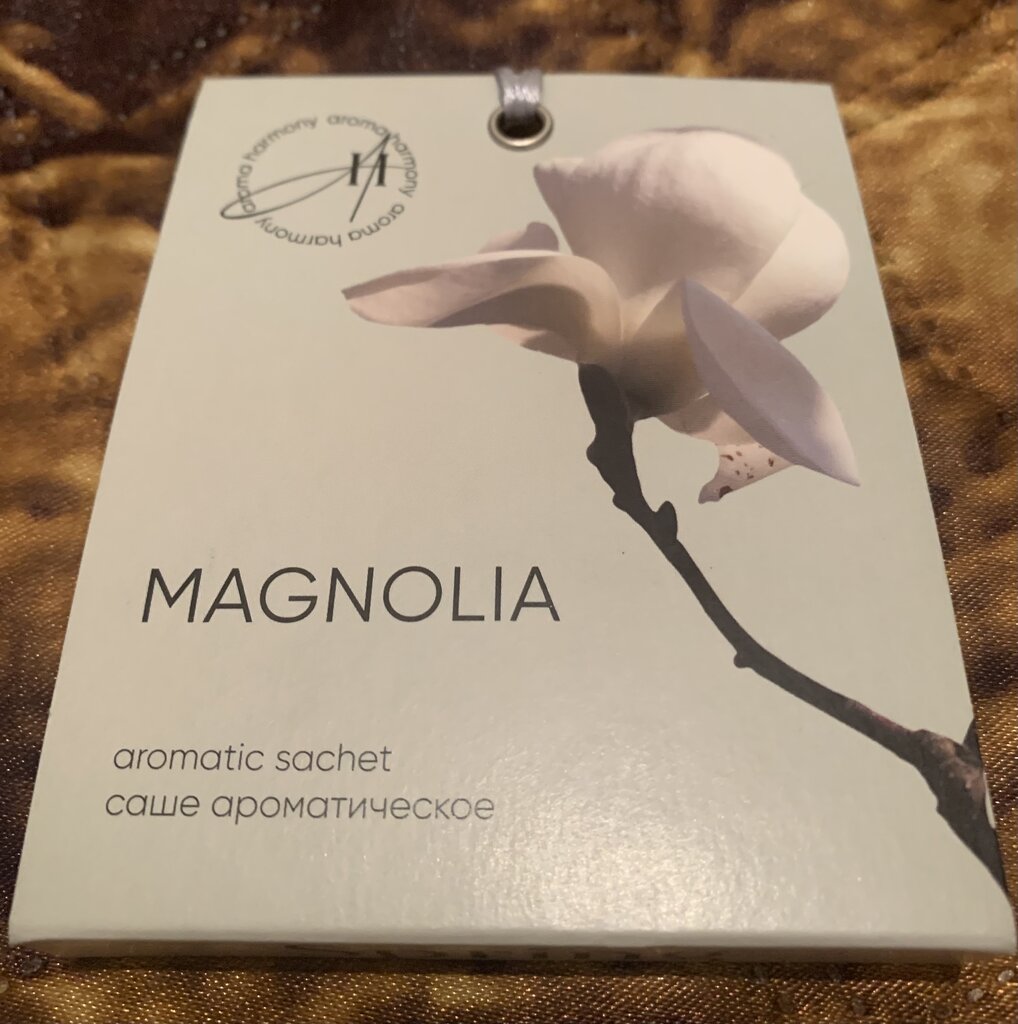 aroma harmony aroma harmony aroma harmony
H
MAGNOLIA
aromatic sachet
саше ароматическое